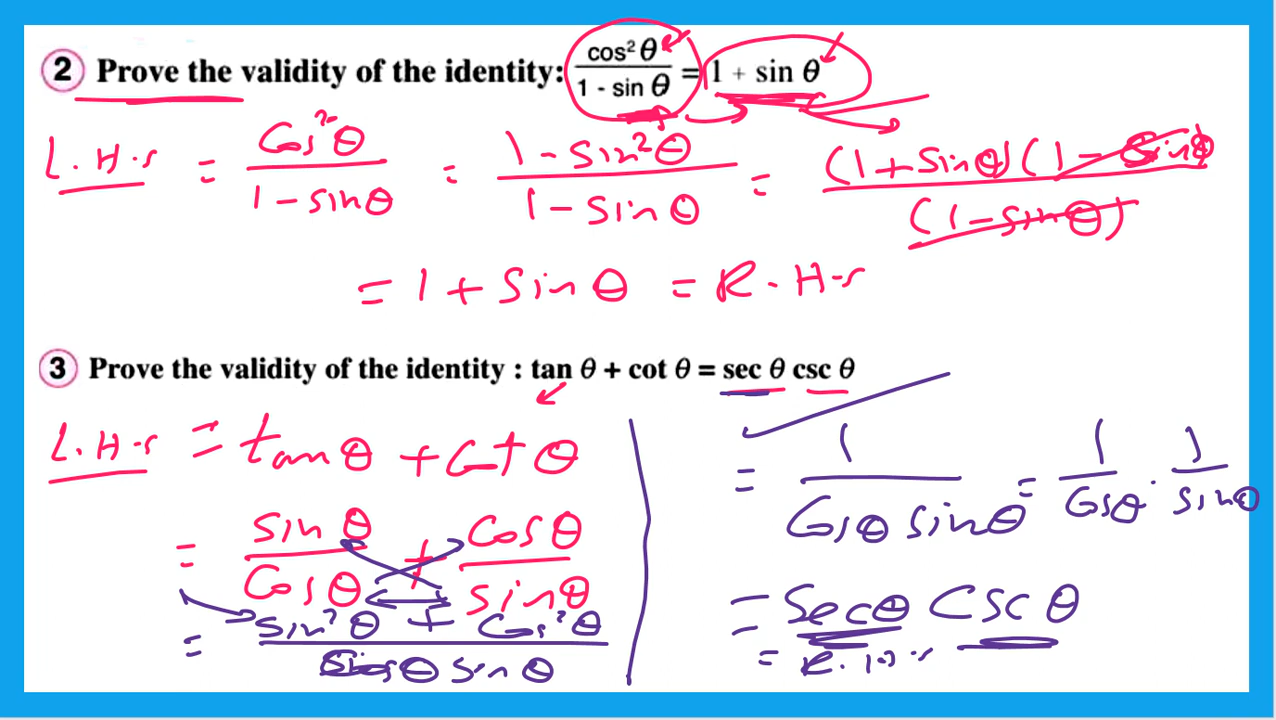 2 Prove the validity of the identity: cos² θ / 1 - sin θ = 1 + sin θ
L.H.S = Cos²θ / 1 - sinθ = 1 - sin²θ / 1 - sinθ = (1 + sinθ)(1 - sinθ) / (1 - sinθ)
= 1 + sinθ = R.H.S
3 Prove the validity of the identity : tan θ + cot θ = sec θ csc θ
L.H.S = tanθ + Cotθ
= sinθ / Cosθ + Cosθ / sinθ
= sin²θ + Cos²θ / Cosθ sinθ
= 1 / Cosθ sinθ = 1 / Cosθ . 1 / sinθ
= Secθ Cscθ
= R.H.S